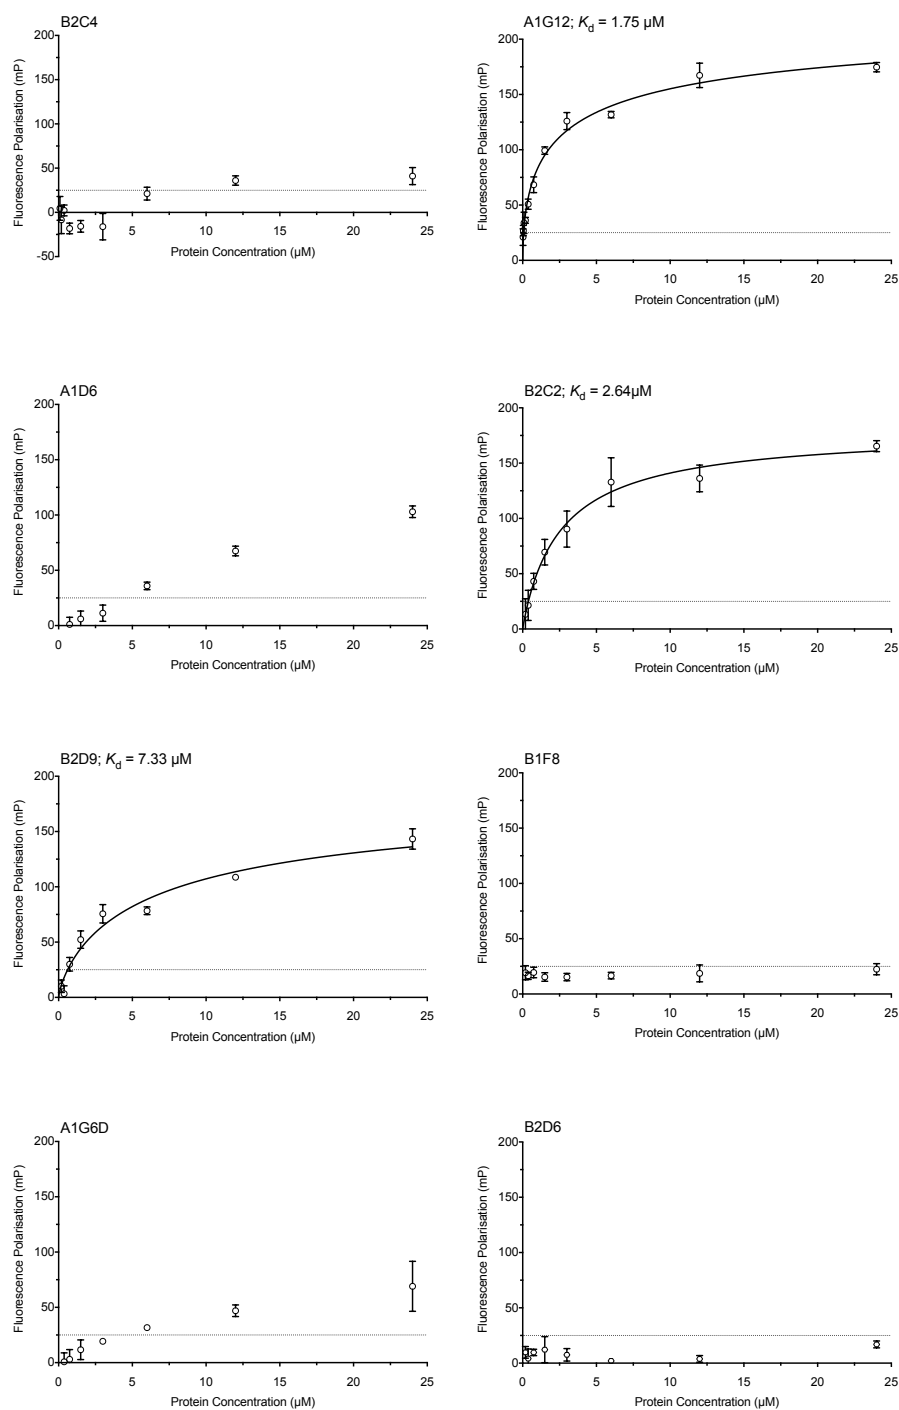 B2C4
Fluorescence Polarisation (mP)
200
150
100
50
0
-50
5 10 15 20 25
Protein Concentration (µM)
A1G12; Kd = 1.75 µM
Fluorescence Polarisation (mP)
200
150
100
50
0
0 5 10 15 20 25
Protein Concentration (µM)
A1D6
Fluorescence Polarisation (mP)
200
150
100
50
0
0 5 10 15 20 25
Protein Concentration (µM)
B2C2; Kd = 2.64µM
Fluorescence Polarisation (mP)
200
150
100
50
0
0 5 10 15 20 25
Protein Concentration (µM)
B2D9; Kd = 7.33 µM
Fluorescence Polarisation (mP)
200
150
100
50
0
0 5 10 15 20 25
Protein Concentration (µM)
B1F8
Fluorescence Polarisation (mP)
200
150
100
50
0
0 5 10 15 20 25
Protein Concentration (µM)
A1G6D
Fluorescence Polarisation (mP)
200
150
100
50
0
0 5 10 15 20 25
Protein Concentration (µM)
B2D6
Fluorescence Polarisation (mP)
200
150
100
50
0
0 5 10 15 20 25
Protein Concentration (µM)